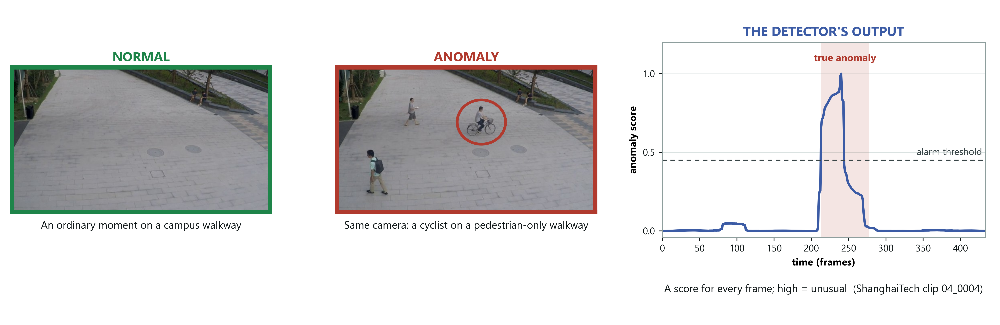 NORMAL
An ordinary moment on a campus walkway
ANOMALY
Same camera: a cyclist on a pedestrian-only walkway
THE DETECTOR'S OUTPUT
true anomaly
alarm threshold
anomaly score
1.0
0.5
0.0
0 50 100 150 200 250 300 350 400
time (frames)
A score for every frame; high = unusual (ShanghaiTech clip 04_0004)